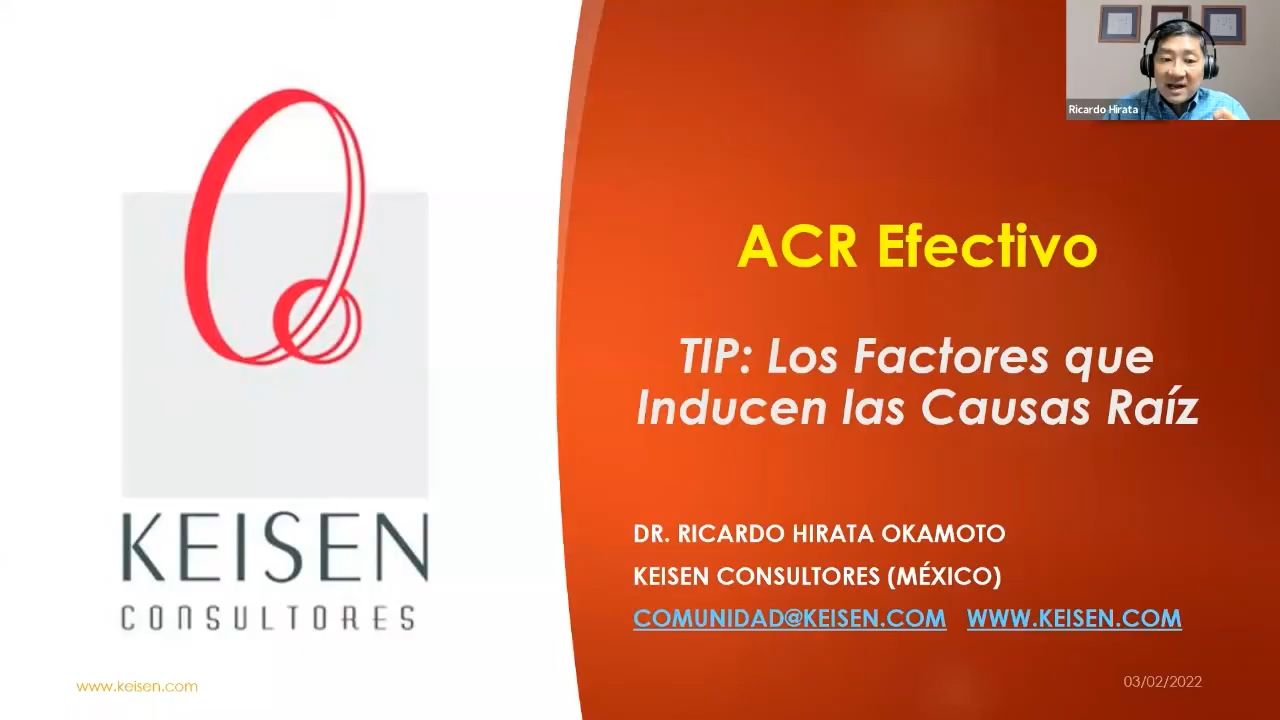 Ricardo Hirata
ACR Efectivo
TIP: Los Factores que
Inducen las Causas Raíz
KEISEN
CONSULTORES
DR. RICARDO HIRATA OKAMOTO
KEISEN CONSULTORES (MÉXICO)
COMUNIDAD@KEISEN.COM WWW.KEISEN.COM
www.keisen.com
03/02/2022